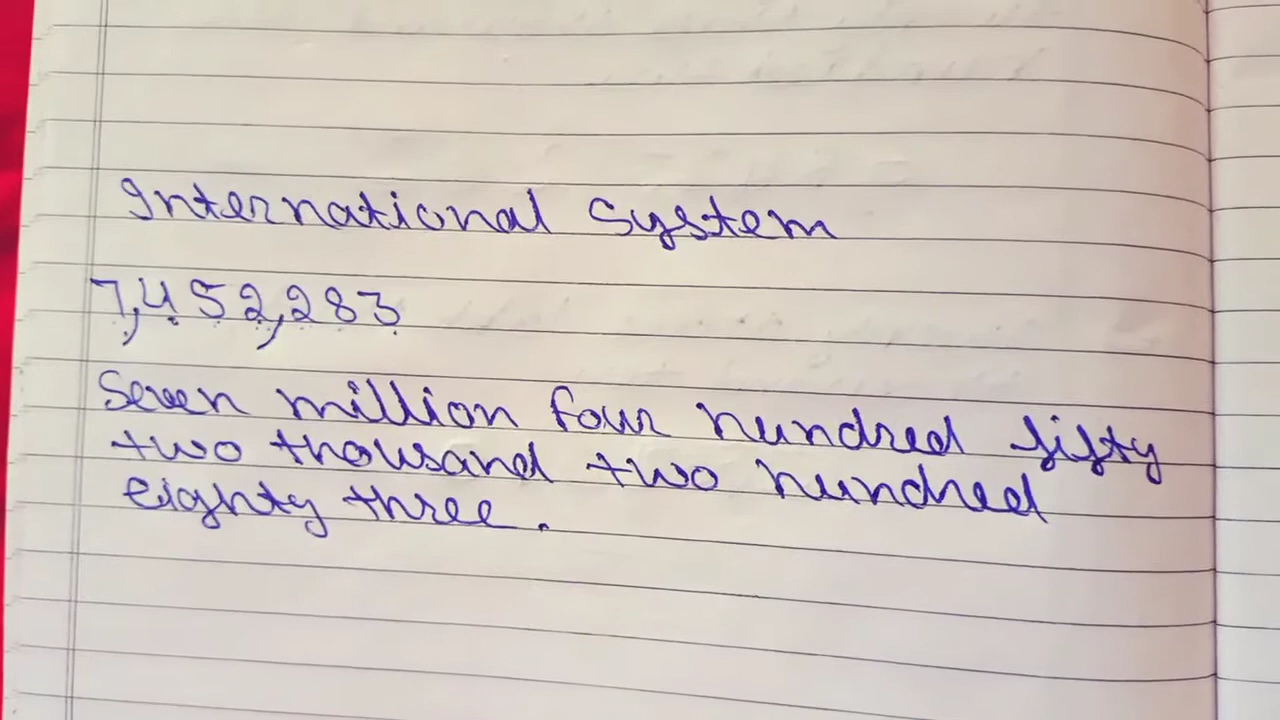 International System
7,452,283
Seven million four hundred fifty
two thousand two hundred
eighty three.